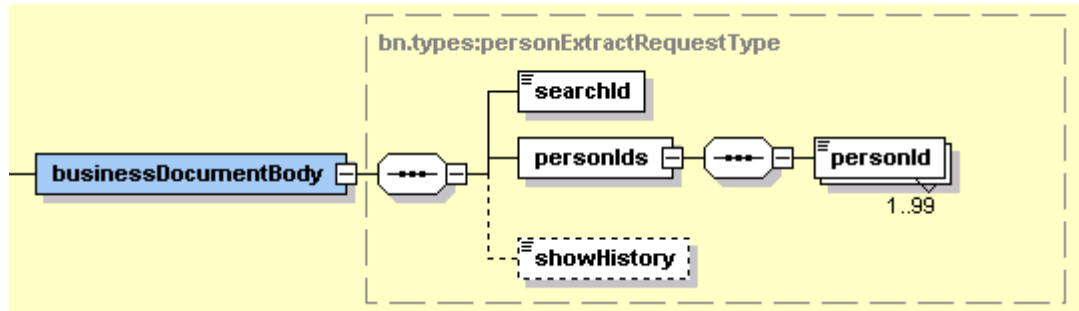 bn.types:personExtractRequestType
searchId
businessDocumentBody
personIds
personId
1..99
showHistory